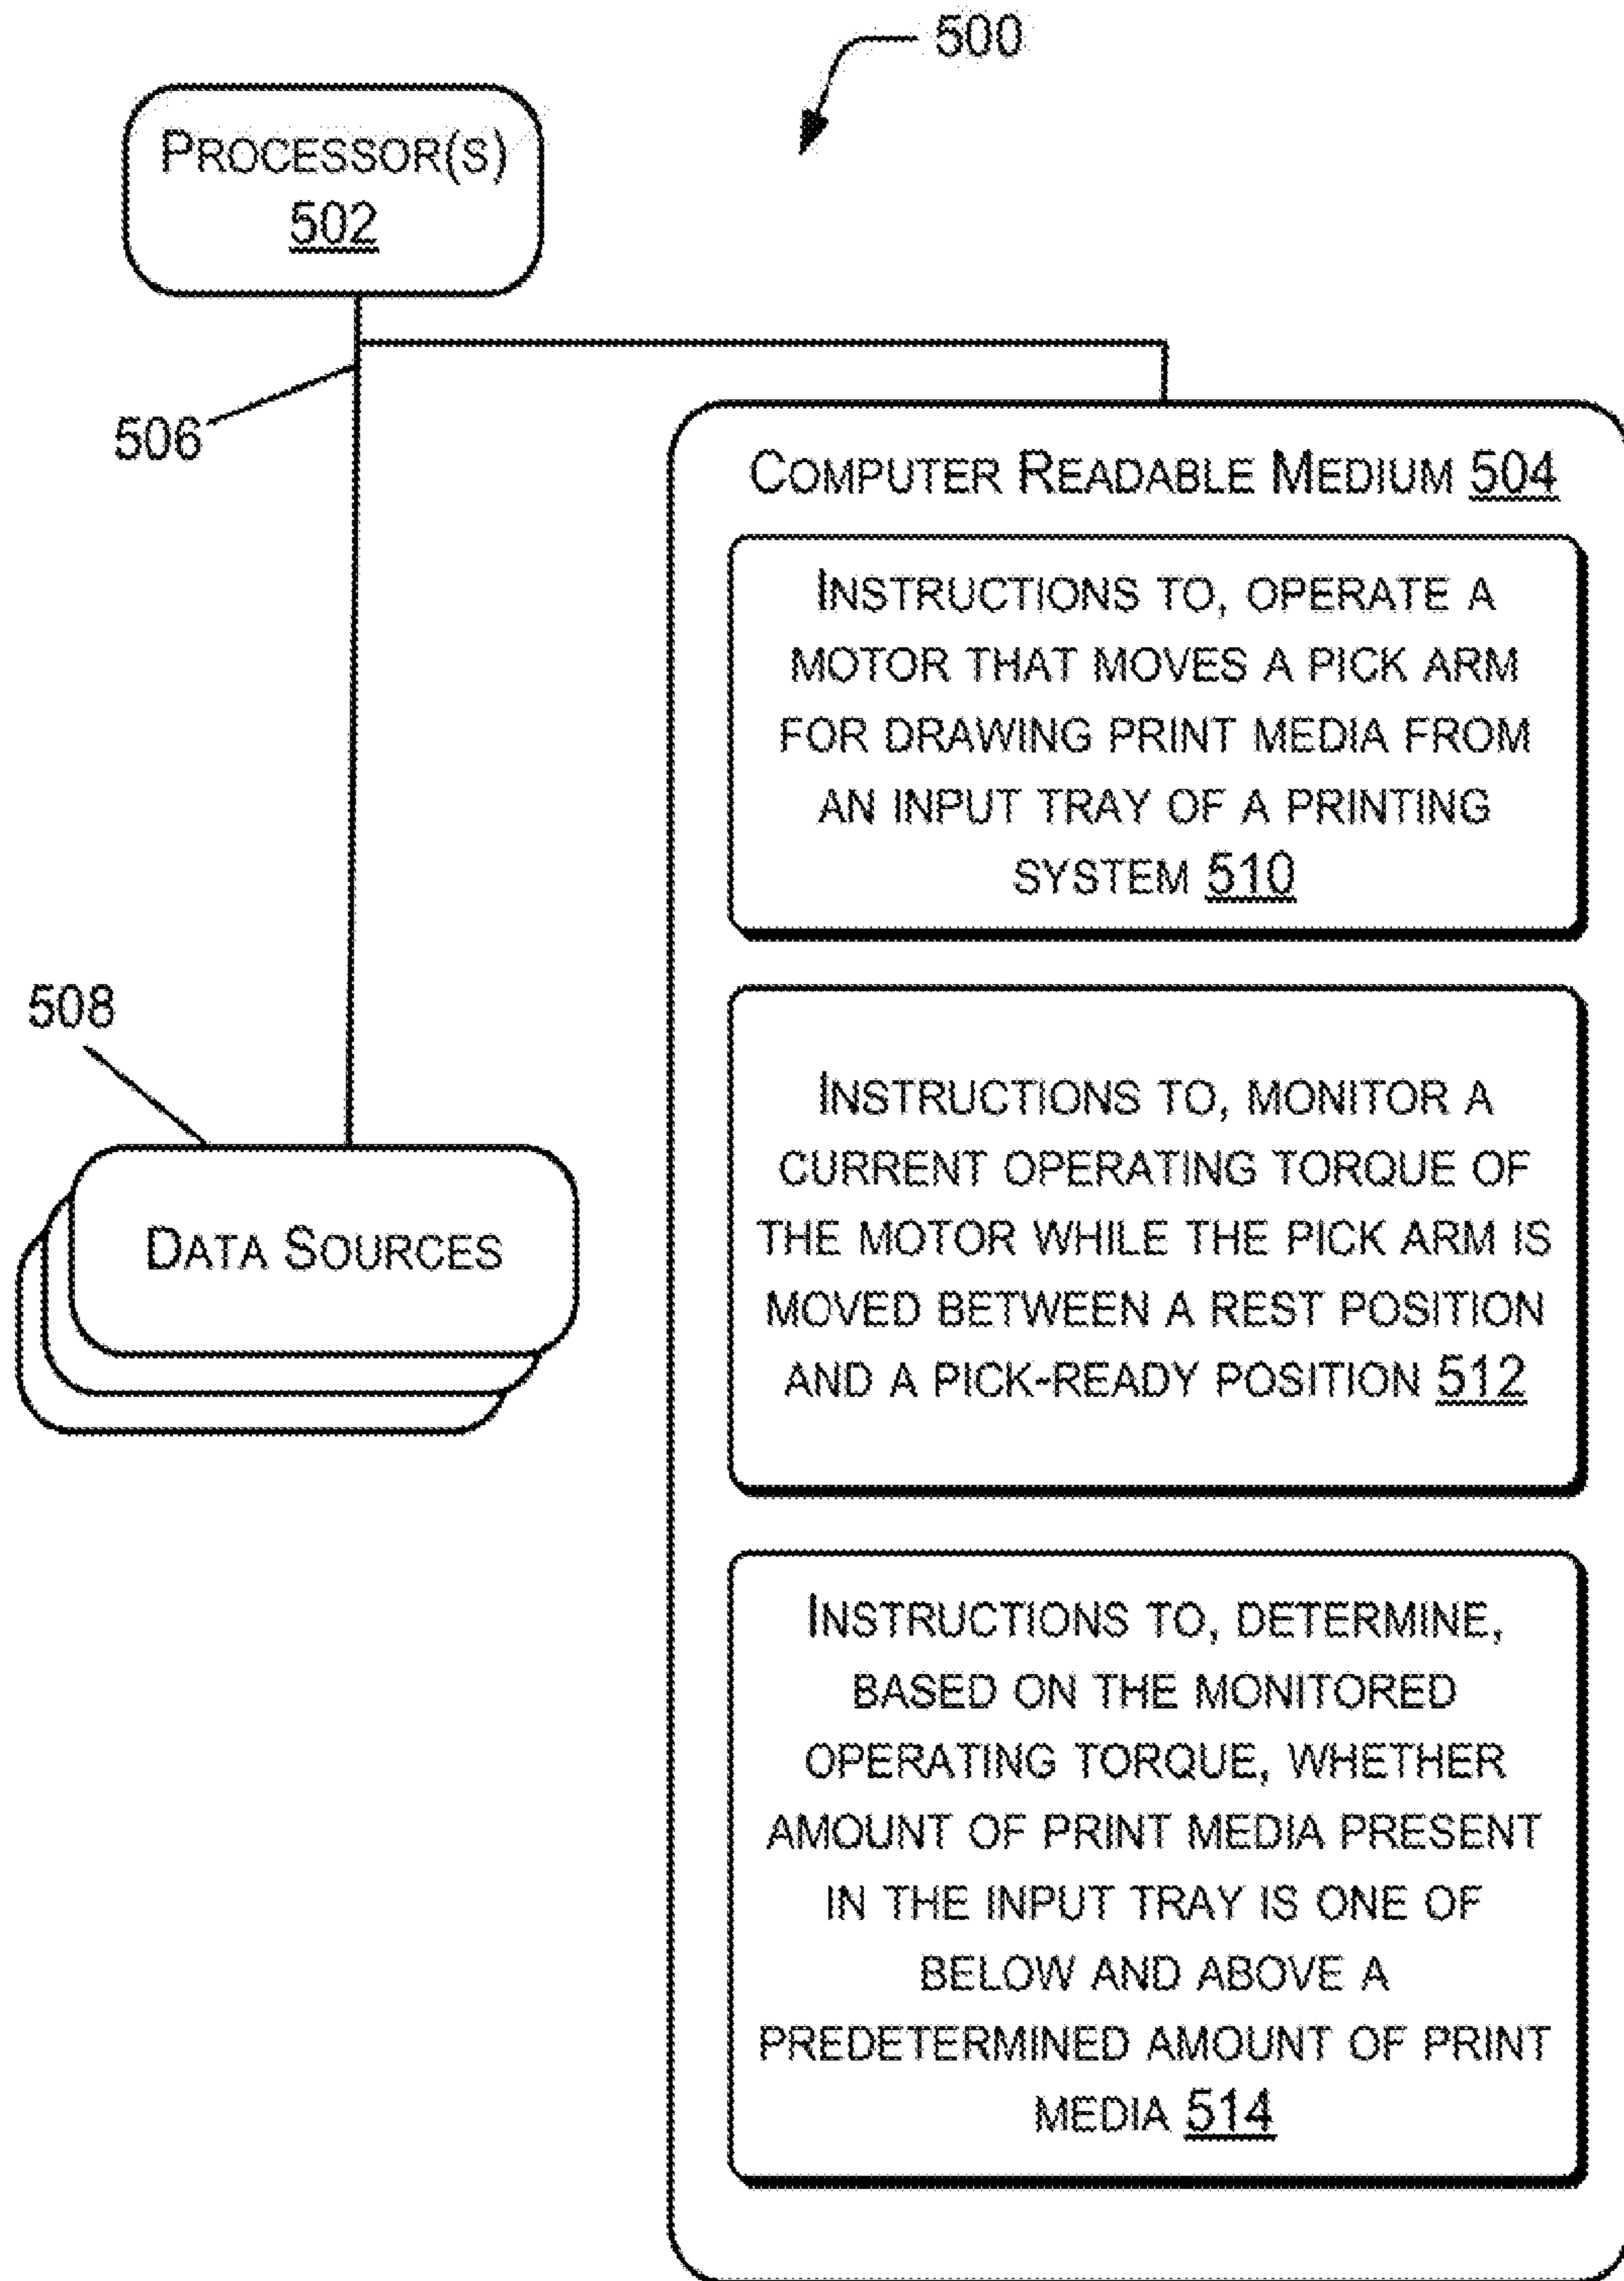 500
PROCESSOR(S)
502
506
COMPUTER READABLE MEDIUM 504
INSTRUCTIONS TO, OPERATE A
MOTOR THAT MOVES A PICK ARM
FOR DRAWING PRINT MEDIA FROM
AN INPUT TRAY OF A PRINTING
SYSTEM 510
508
DATA SOURCES
INSTRUCTIONS TO, MONITOR A
CURRENT OPERATING TORQUE OF
THE MOTOR WHILE THE PICK ARM IS
MOVED BETWEEN A REST POSITION
AND A PICK-READY POSITION 512
INSTRUCTIONS TO, DETERMINE,
BASED ON THE MONITORED
OPERATING TORQUE, WHETHER
AMOUNT OF PRINT MEDIA PRESENT
IN THE INPUT TRAY IS ONE OF
BELOW AND ABOVE A
PREDETERMINED AMOUNT OF PRINT
MEDIA 514